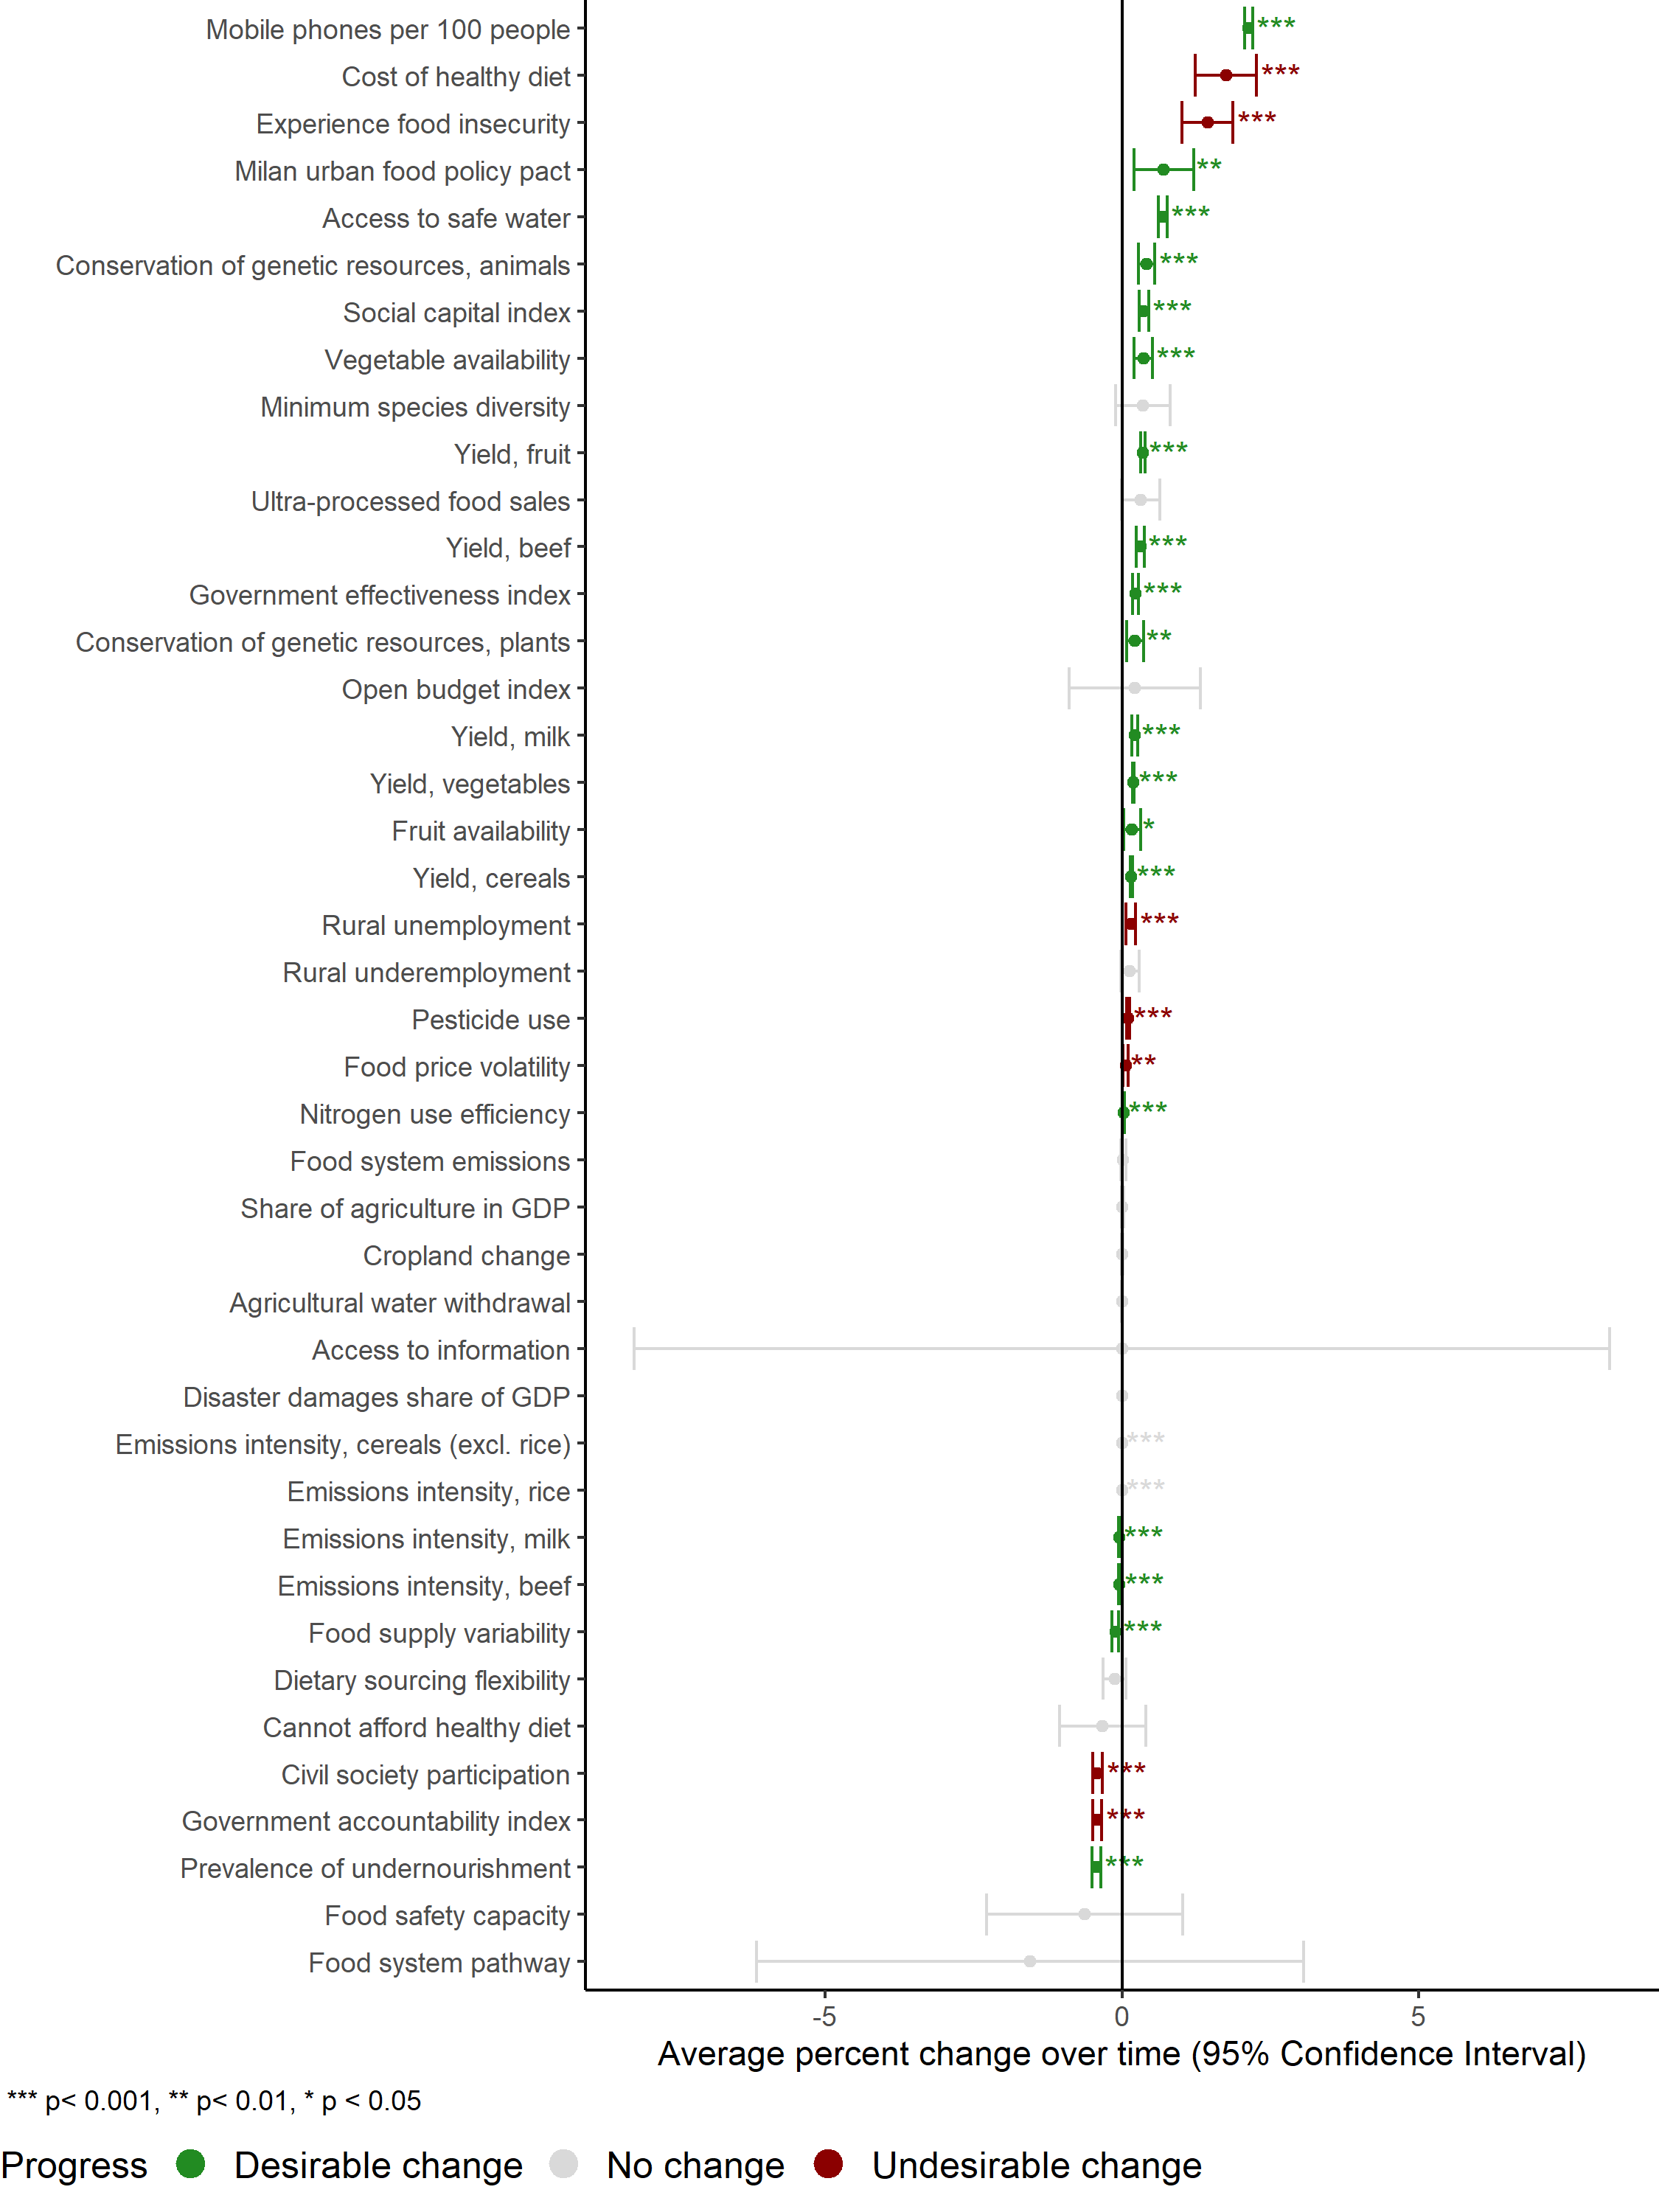 Mobile phones per 100 people ***
Cost of healthy diet ***
Experience food insecurity ***
Milan urban food policy pact **
Access to safe water ***
Conservation of genetic resources, animals ***
Social capital index ***
Vegetable availability ***
Minimum species diversity
Yield, fruit ***
Ultra-processed food sales
Yield, beef ***
Government effectiveness index ***
Conservation of genetic resources, plants **
Open budget index
Yield, milk ***
Yield, vegetables ***
Fruit availability *
Yield, cereals ***
Rural unemployment ***
Rural underemployment
Pesticide use ***
Food price volatility **
Nitrogen use efficiency ***
Food system emissions
Share of agriculture in GDP
Cropland change
Agricultural water withdrawal
Access to information
Disaster damages share of GDP
Emissions intensity, cereals (excl. rice) ***
Emissions intensity, rice ***
Emissions intensity, milk ***
Emissions intensity, beef ***
Food supply variability ***
Dietary sourcing flexibility
Cannot afford healthy diet
Civil society participation ***
Government accountability index ***
Prevalence of undernourishment ***
Food safety capacity
Food system pathway
-5 0 5
Average percent change over time (95% Confidence Interval)
*** p< 0.001, ** p< 0.01, * p < 0.05
Progress Desirable change No change Undesirable change